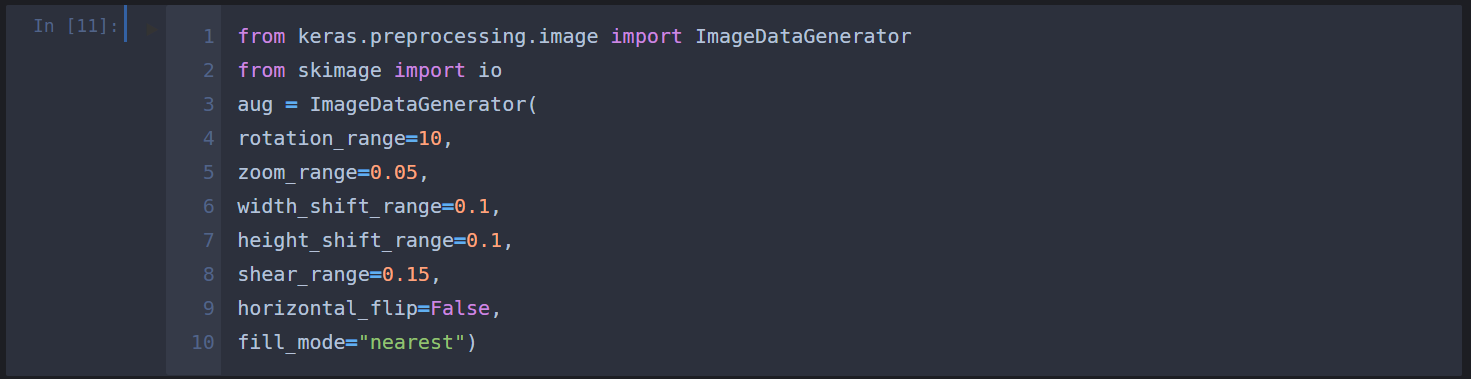 In [11]:
1 from keras.preprocessing.image import ImageDataGenerator
2 from skimage import io
3 aug = ImageDataGenerator(
4 rotation_range=10,
5 zoom_range=0.05,
6 width_shift_range=0.1,
7 height_shift_range=0.1,
8 shear_range=0.15,
9 horizontal_flip=False,
10 fill_mode="nearest")